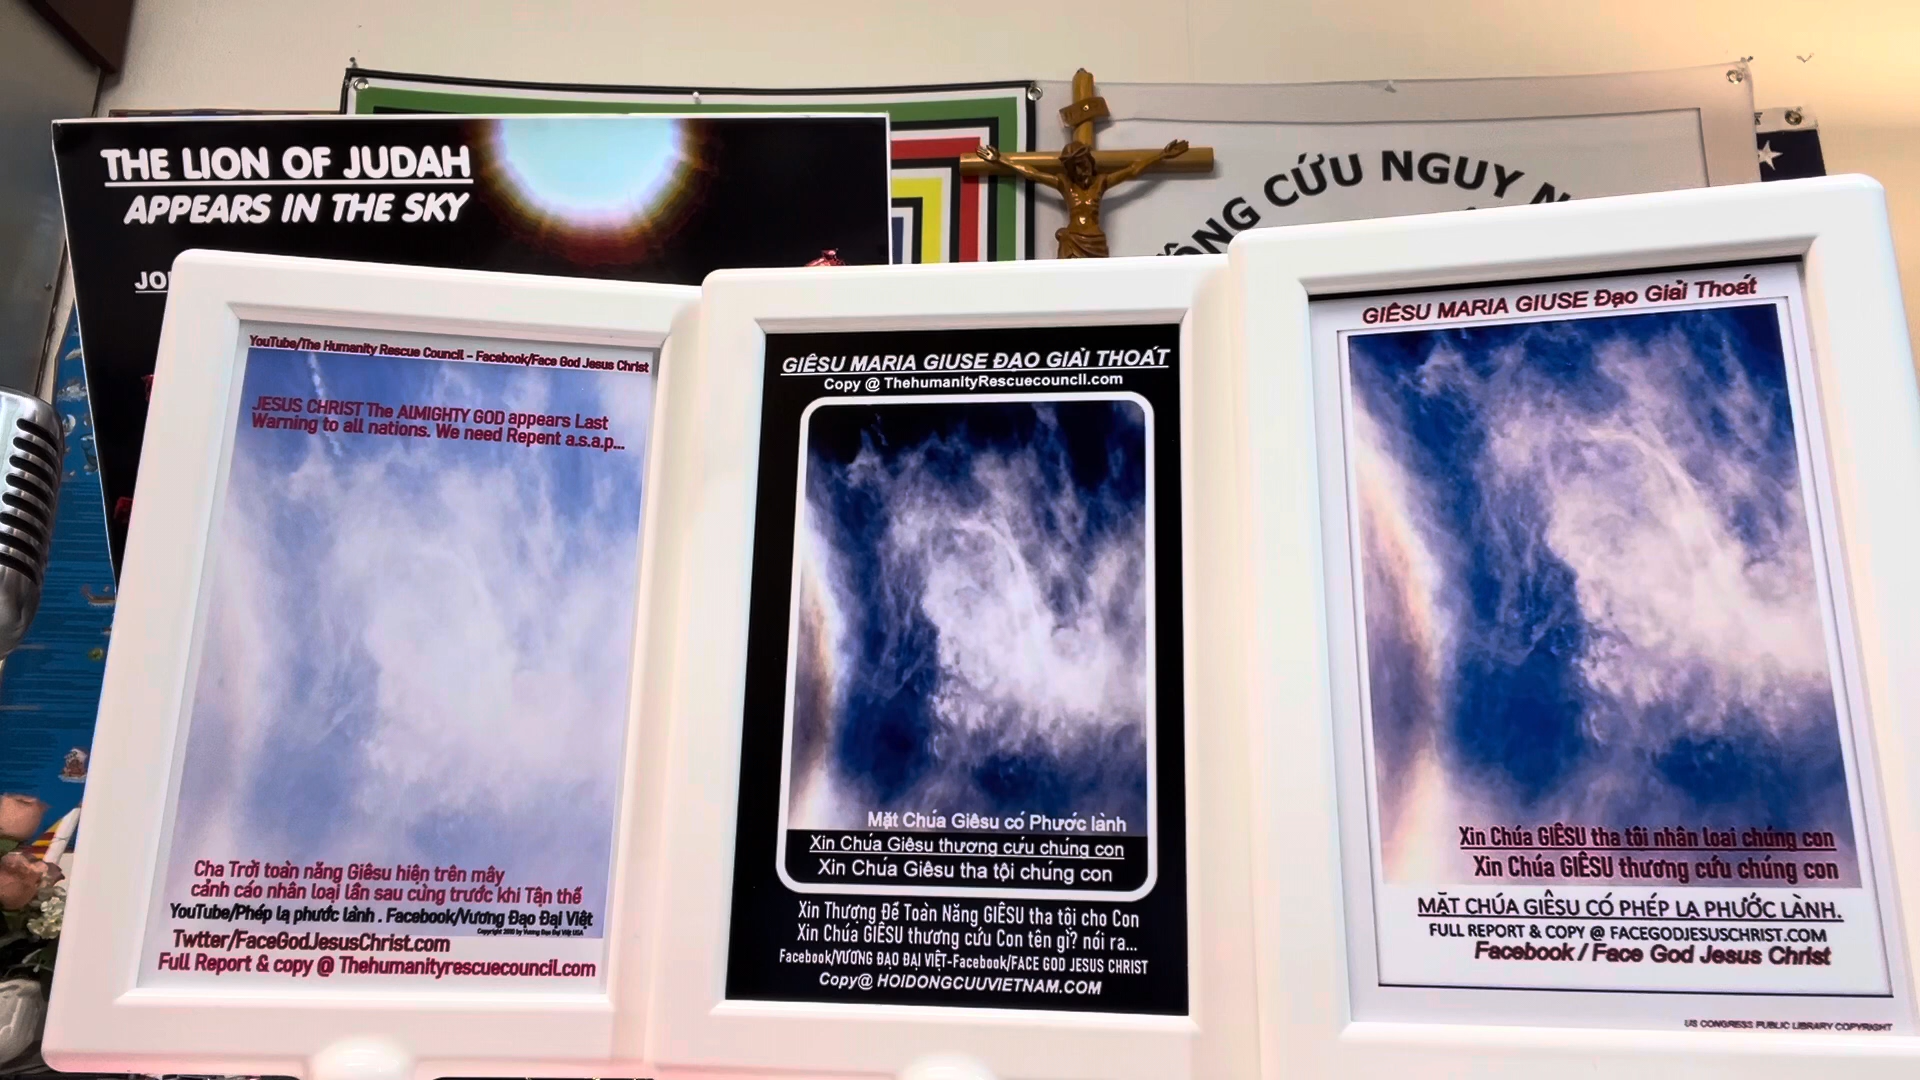 THE LION OF JUDAH
APPEARS IN THE SKY
ÔNG CỨU NGUY N
YouTube/The Humanity Rescue Council - Facebook/Face God Jesus Christ
JESUS CHRIST The AlMIGHTY GOD appears Last
Warning to all nations. We need Repent a.s.a.p...
Cha Trời toàn năng Giêsu hiện trên mây
cảnh cáo nhân loại lần sau cùng trước khi Tận thế
YouTube/Phép lạ phước lành . Facebook/Vương Đạo Đại Việt
Copyright 2010 by Vương Đạo Đại Việt USA
Twtter/FaceGodJesusChrist.com
Full Report & copy @ Thehumanityrescuecouncil.com
GIÊSU MARIA GIUSE ĐẠO GIẢI THOÁT
Copy @ ThehumanityRescuecouncil.com
Mặt Chúa Giêsu có Phước lành
Xin Chúa Giêsu thương cứu chúng con
Xin Chúa Giêsu tha tội chúng con
Xin Thượng Đế Toàn Năng GIÊSU tha tội cho Con
Xin Chúa GIÊSU thương cứu Con tên gì? nói ra...
Facebook/VƯƠNG ĐẠO ĐẠI VIỆT-Facebook/FACE GOD JESUS CHRIST
Copy@ HOIDONGCUUVIETNAM.COM
GIÊSU MARIA GIUSE Đạo Giải Thoát
Xin Chúa GIÊSU tha tội nhân loại chúng con
Xin Chúa GIÊSU thương cứu chúng con
MẶT CHÚA GIÊSU CÓ PHÉP LẠ PHƯỚC LÀNH.
FULL REPORT & COPY @ FACEGODJESUSCHRIST.COM
Facebook / Face God Jesus Christ
US CONGRESS PUBLIC LIBRARY COPYRIGHT